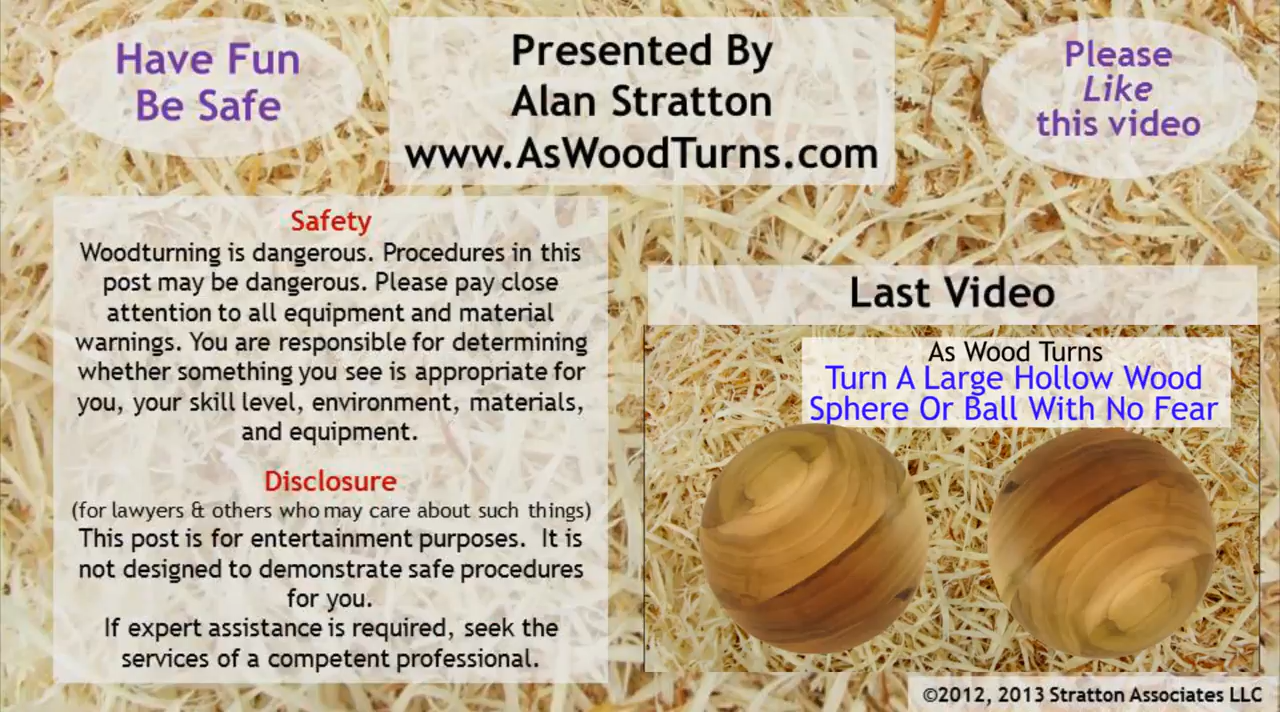 Have Fun
Be Safe
Presented By
Alan Stratton
www.AsWoodTurns.com
Please
Like
this video
Safety
Woodturning is dangerous. Procedures in this
post may be dangerous. Please pay close
attention to all equipment and material
warnings. You are responsible for determining
whether something you see is appropriate for
you, your skill level, environment, materials,
and equipment.
Disclosure
(for lawyers & others who may care about such things)
This post is for entertainment purposes. It is
not designed to demonstrate safe procedures
for you.
If expert assistance is required, seek the
services of a competent professional.
Last Video
As Wood Turns
Turn A Large Hollow Wood
Sphere Or Ball With No Fear
©2012, 2013 Stratton Associates LLC